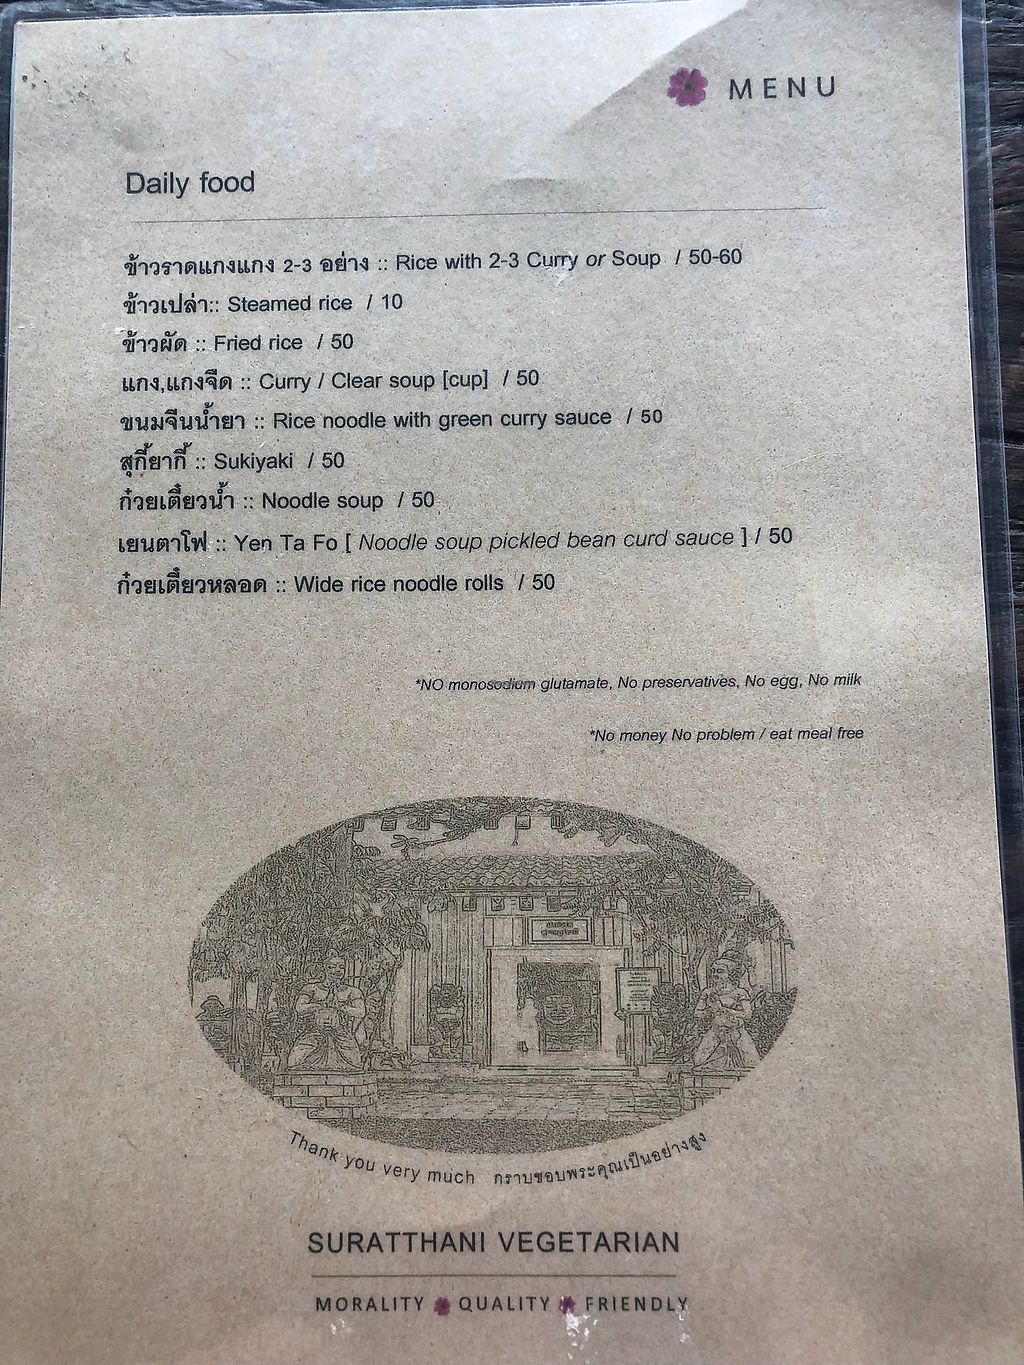 MENU
Daily food
ข้าวราดแกงแกง 2-3 อย่าง :: Rice with 2-3 Curry or Soup / 50-60
ข้าวเปล่า:: Steamed rice / 10
ข้าวผัด :: Fried rice / 50
แกง,แกงจืด :: Curry / Clear soup [cup] / 50
ขนมจีนน้ำยา :: Rice noodle with green curry sauce / 50
สุกี้ยากี้ :: Sukiyaki / 50
ก๋วยเตี๋ยวน้ำ :: Noodle soup / 50
เยนตาโฟ :: Yen Ta Fo [ Noodle soup pickled bean curd sauce ] / 50
ก๋วยเตี๋ยวหลอด :: Wide rice noodle rolls / 50
*NO monosodium glutamate, No preservatives, No egg, No milk
*No money No problem / eat meal free
Thank you very much กราบขอบพระคุณเป็นอย่างสูง
SURATTHANI VEGETARIAN
MORALITY QUALITY FRIENDLY